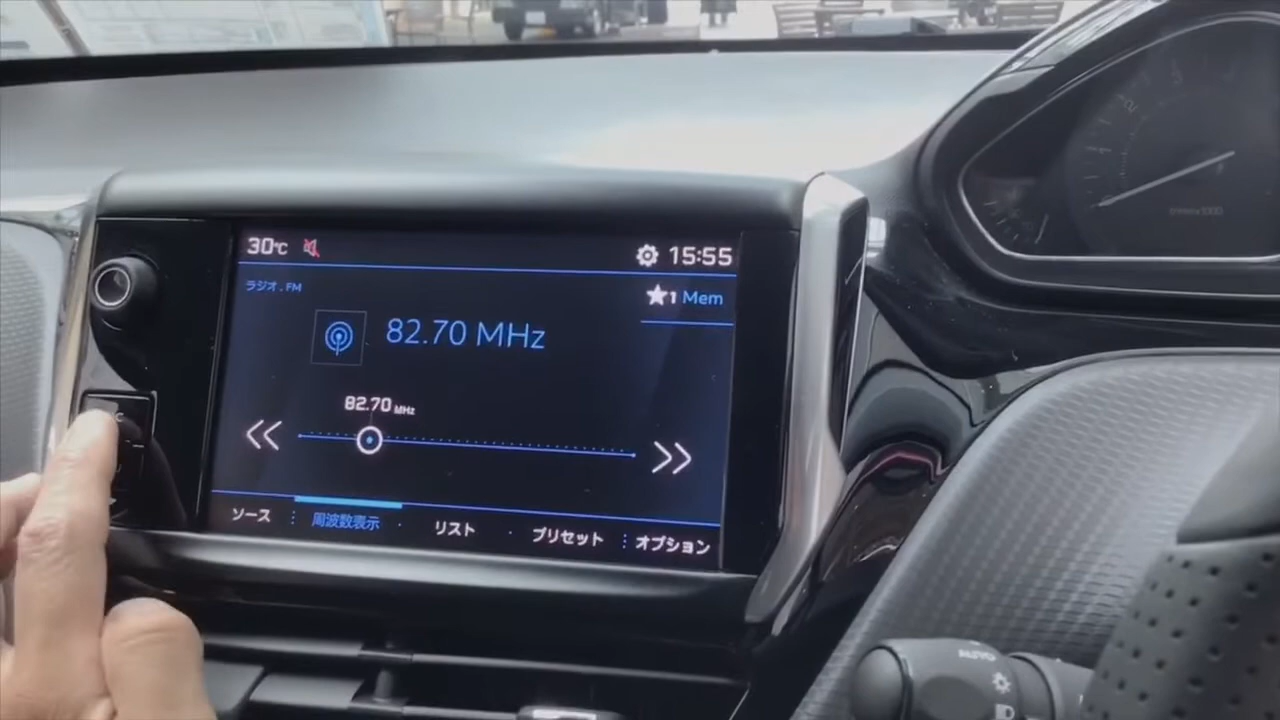 30℃
15:55
ラジオ.FM
★1 Mem
82.70 MHz
82.70 MHz
ソース
周波数表示
リスト
プリセット
オプション
AUTO